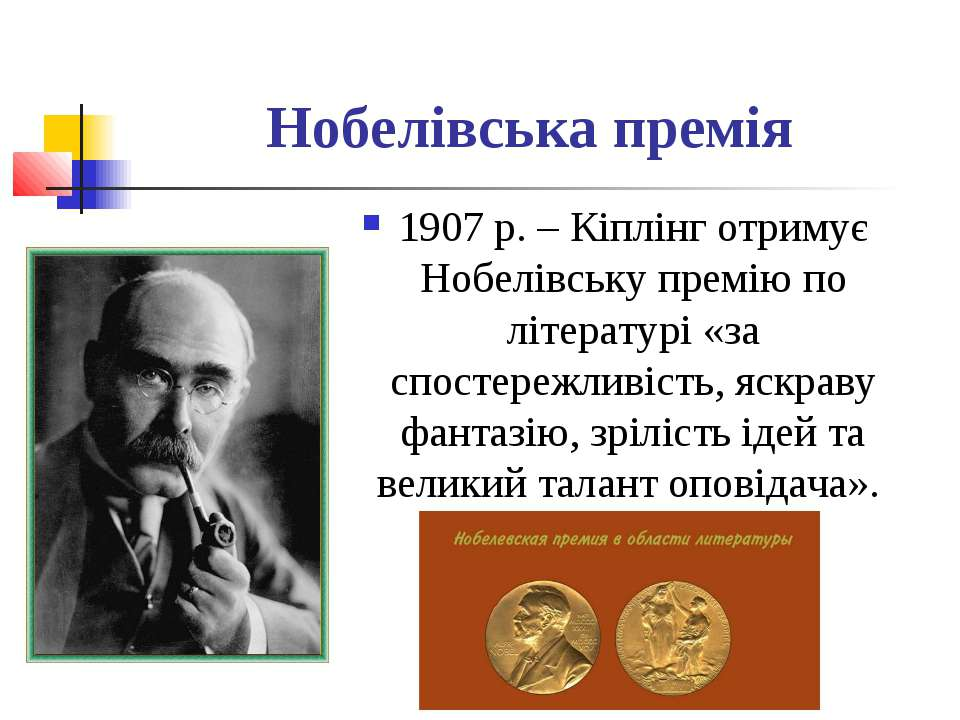 Нобелівська премія
1907 р. – Кіплінг отримує
Нобелівську премію по
літературі «за
спостережливість, яскраву
фантазію, зрілість ідей та
великий талант оповідача».
Нобелевская премия в области литературы